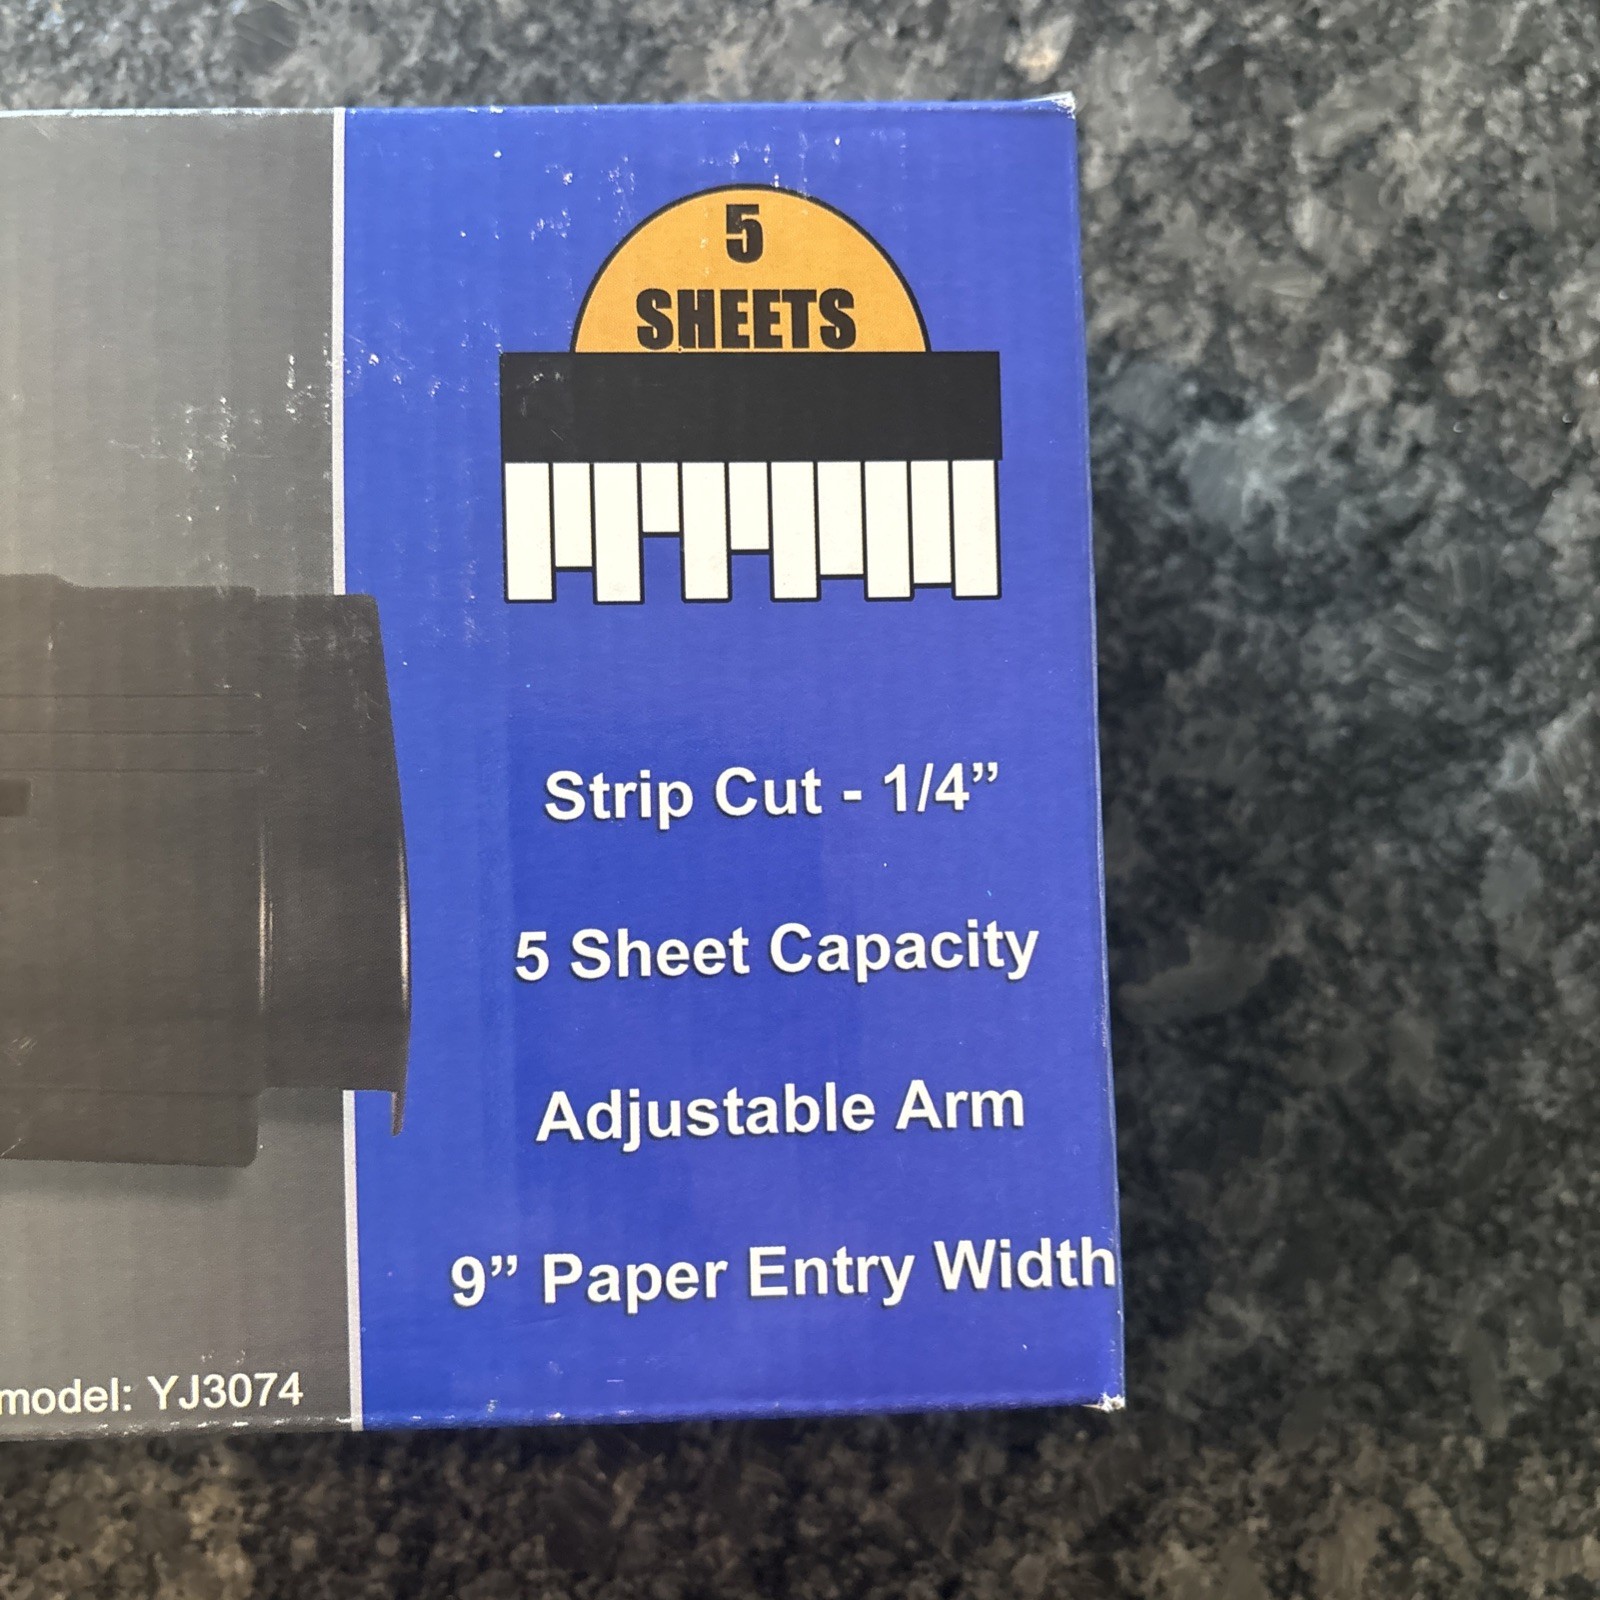 5
SHEETS
Strip Cut - 1/4”
5 Sheet Capacity
Adjustable Arm
9” Paper Entry Width
model: YJ3074